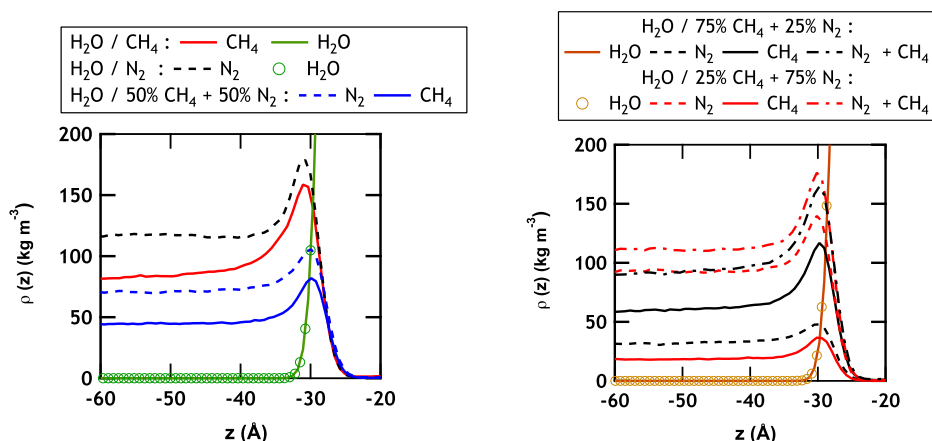 H₂O / CH₄ : CH₄ H₂O
H₂O / N₂ : N₂ H₂O
H₂O / 50% CH₄ + 50% N₂ : N₂ CH₄
200
150
100
50
0
ρ (z) (kg m⁻³)
-60 -50 -40 -30 -20
z (Å)
H₂O / 75% CH₄ + 25% N₂ :
H₂O N₂ CH₄ N₂ + CH₄
H₂O / 25% CH₄ + 75% N₂ :
H₂O N₂ CH₄ N₂ + CH₄
200
150
100
50
0
ρ (z) (kg m⁻³)
-60 -50 -40 -30 -20
z (Å)